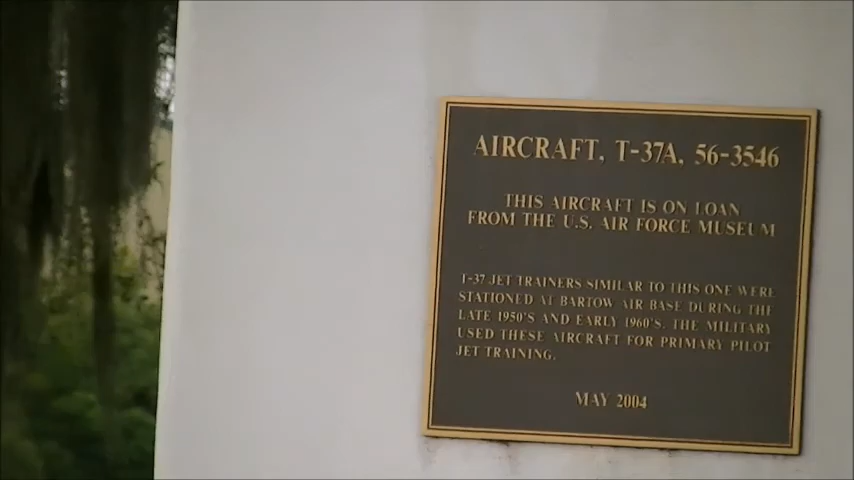 AIRCRAFT, T-37A, 56-3546
THIS AIRCRAFT IS ON LOAN
FROM THE U.S. AIR FORCE MUSEUM
T-37 JET TRAINERS SIMILAR TO THIS ONE WERE
STATIONED AT BARTOW AIR BASE DURING THE
LATE 1950'S AND EARLY 1960'S. THE MILITARY
USED THESE AIRCRAFT FOR PRIMARY PILOT
JET TRAINING.
MAY 2004